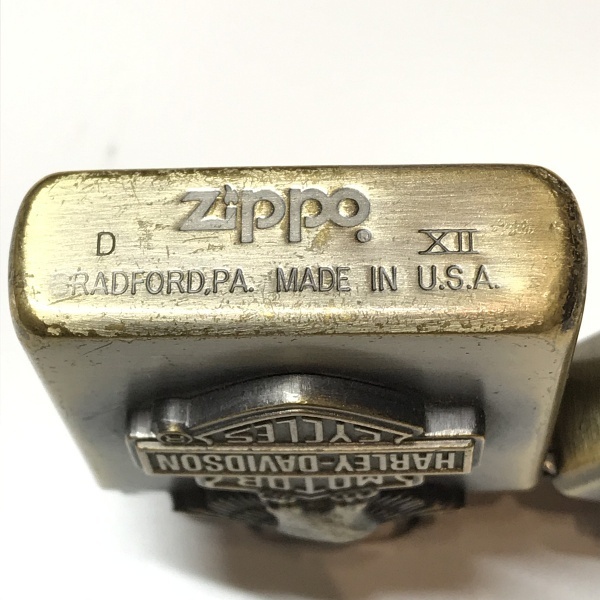 zippo
D XII
BRADFORD,PA. MADE IN U.S.A.
MOTOR
HARLEY-DAVIDSON
CYCLES
®